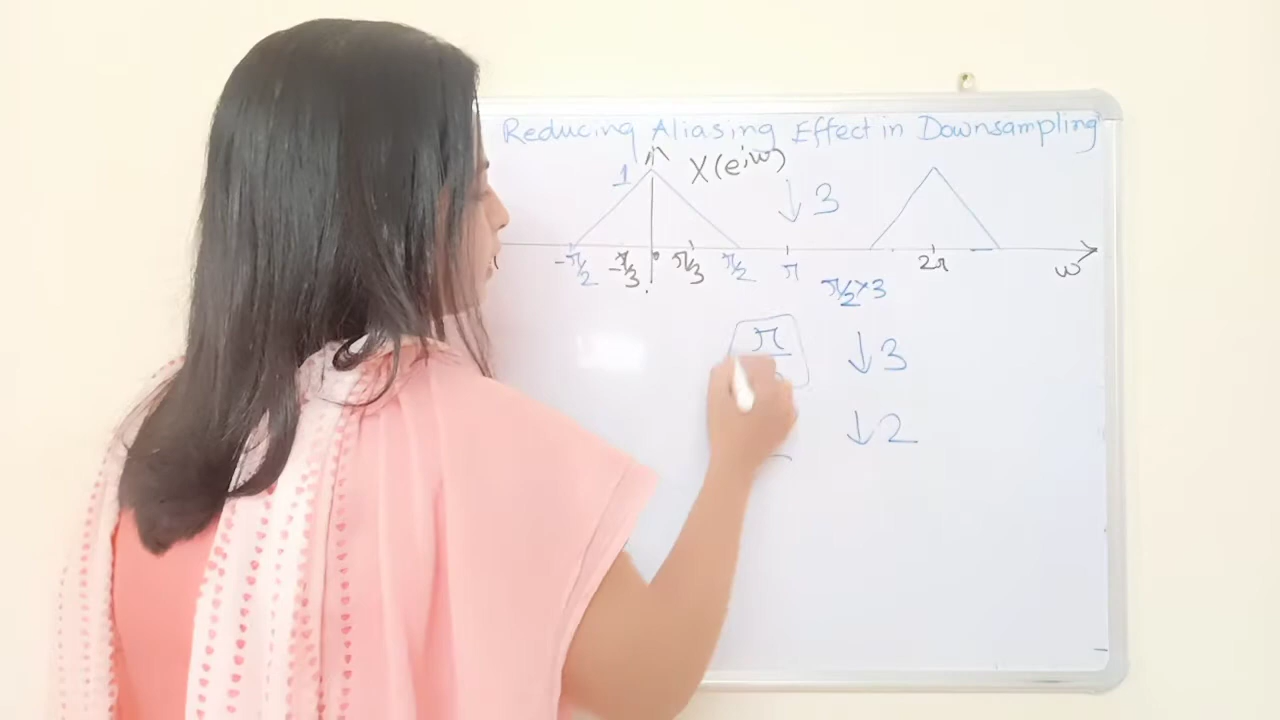 Reducing Aliasing Effect in Downsampling
1 X(e^jω) ↓3
-π/2 -π/3 0 π/3 π/2 π 2π ω
π/2×3
π ↓3
↓2